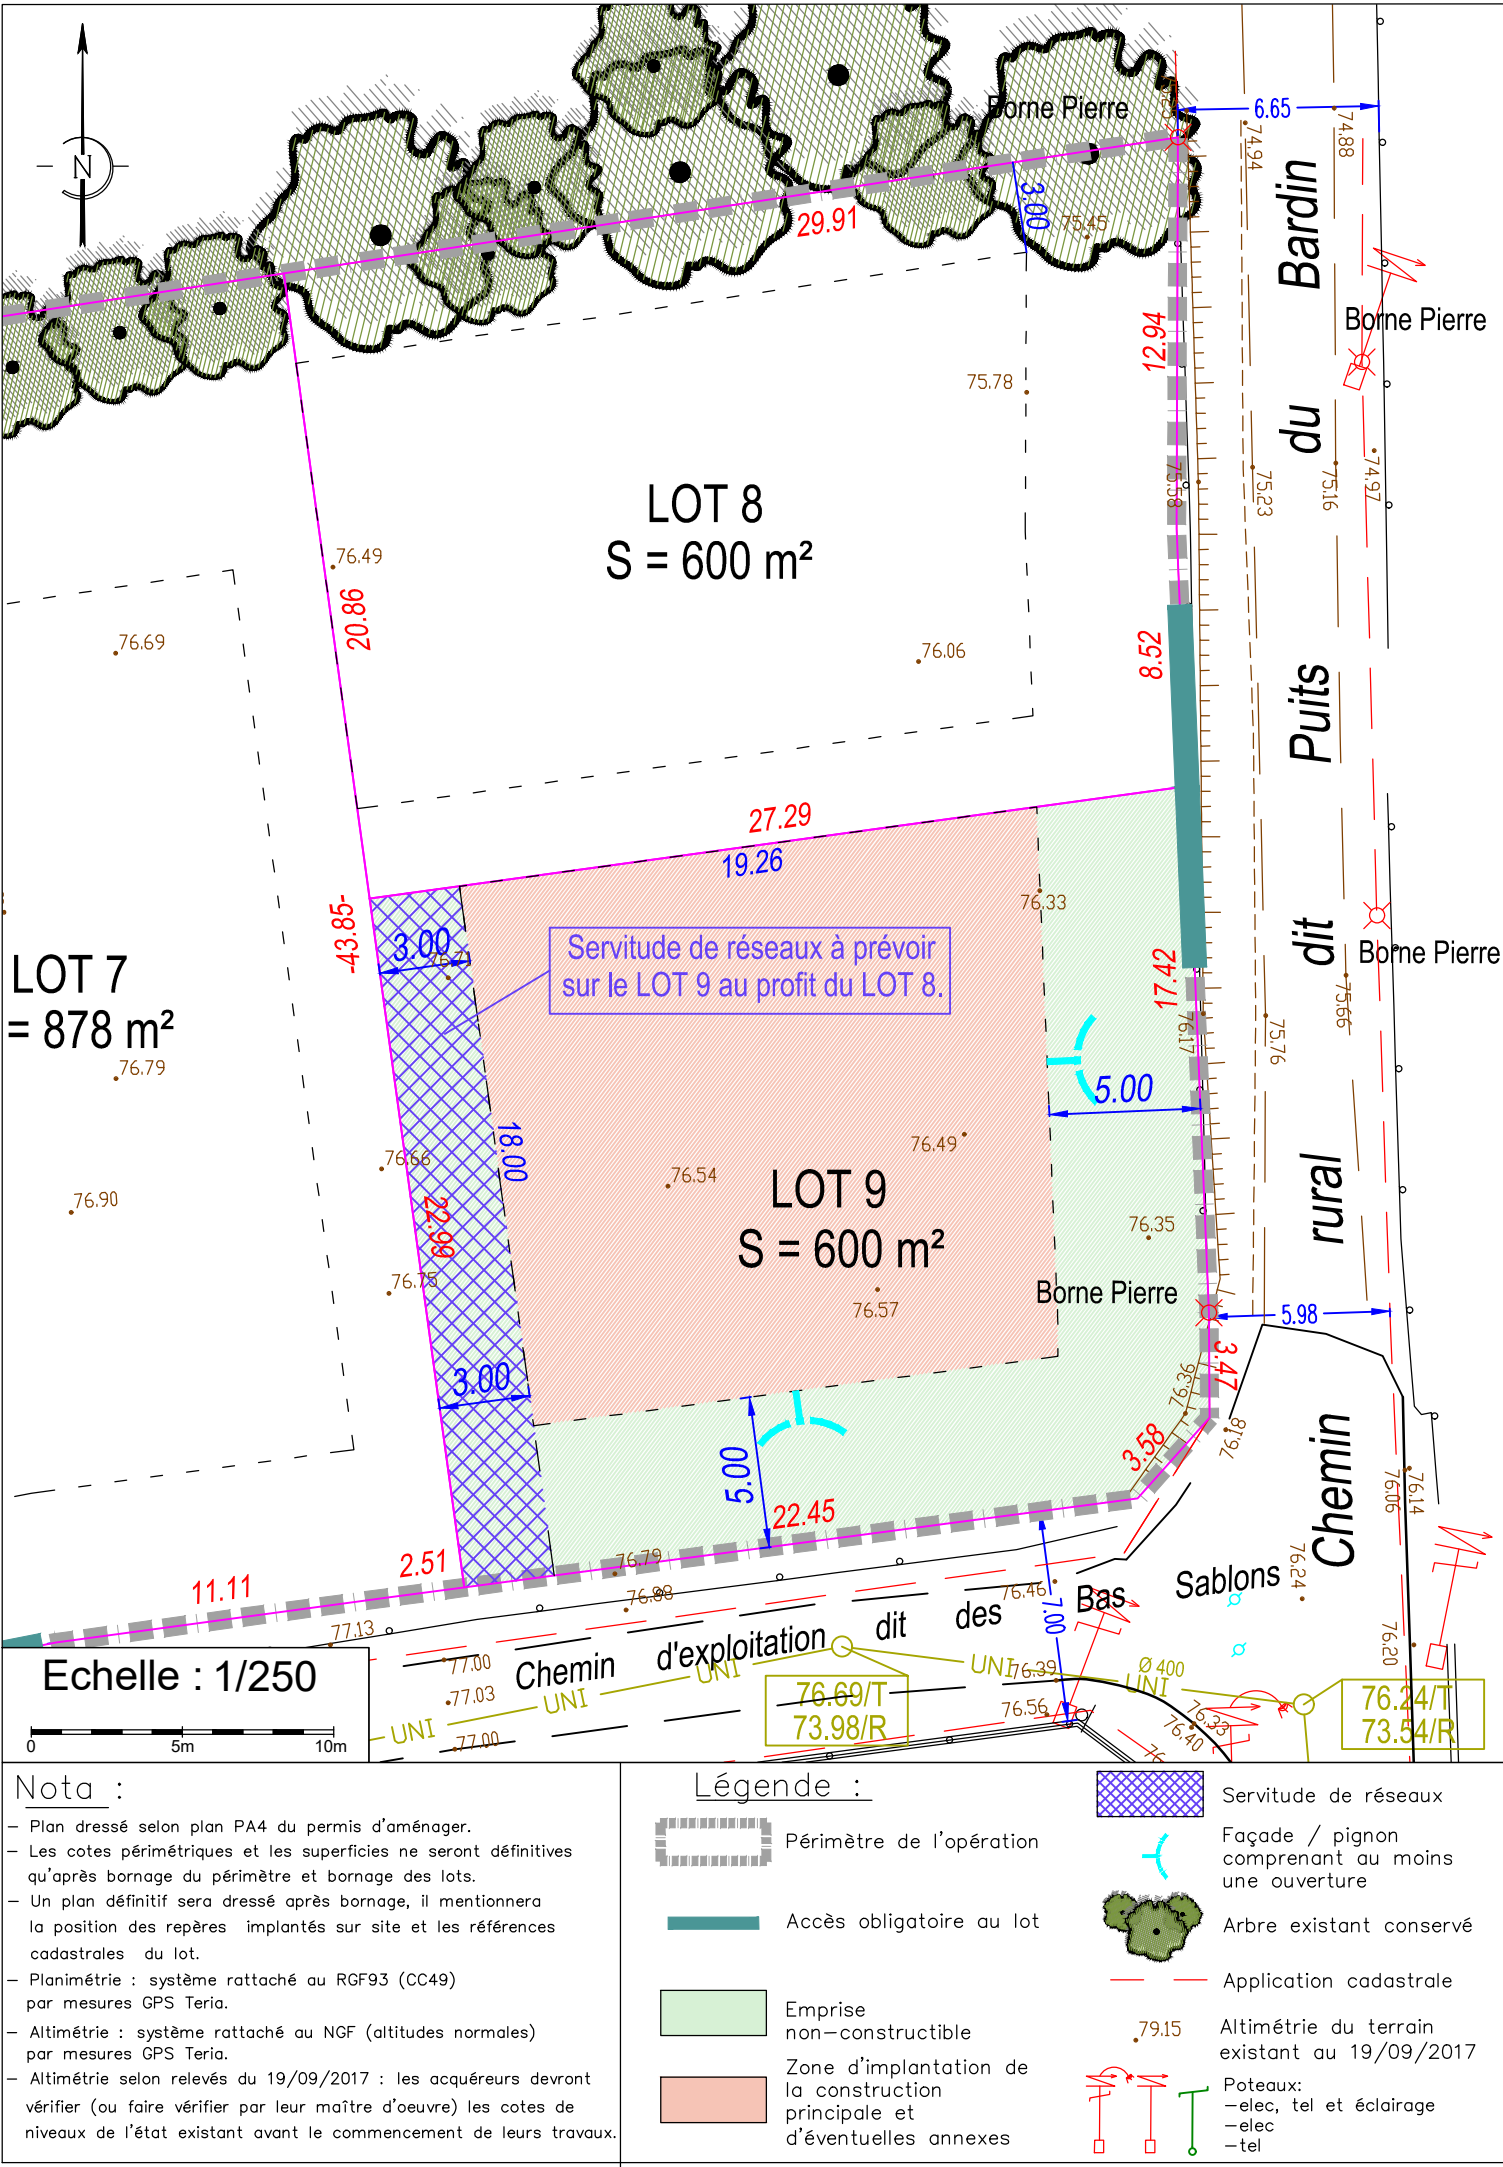 N
Borne Pierre
6.65
74.94
74.88
Bardin
3.00
75.45
29.91
12.94
Borne Pierre
75.78
du
LOT 8
S = 600 m²
75.58
75.23
75.16
74.97
76.49
20.86
76.69
76.06
8.52
Puits
27.29
19.26
76.33
-43.85-
3.00
Servitude de réseaux à prévoir
sur le LOT 9 au profit du LOT 8.
dit
Borne Pierre
LOT 7
= 878 m²
17.42
76.17
75.76
75.66
76.79
5.00
18.00
76.66
76.49
76.54
LOT 9
S = 600 m²
76.90
22.99
76.35
rural
76.75
76.57
Borne Pierre
5.98
3.00
3.47
76.36
3.58
76.18
5.00
22.45
Chemin
76.06
76.14
2.51
11.11
76.79
76.88
76.46
7.00
Bas
Sablons
76.24
77.13
Chemin
d'exploitation
dit
des
76.20
77.00
77.03
77.00
UNI
UNI
UNI
UNI
UNI
76.39
Ø 400
76.69/T
73.98/R
76.56
76.33
76.40
76.24/T
73.54/R
Echelle : 1/250
0
5m
10m
Nota :
– Plan dressé selon plan PA4 du permis d'aménager.
– Les cotes périmétriques et les superficies ne seront définitives
qu'après bornage du périmètre et bornage des lots.
– Un plan définitif sera dressé après bornage, il mentionnera
la position des repères implantés sur site et les références
cadastrales du lot.
– Planimétrie : système rattaché au RGF93 (CC49)
par mesures GPS Teria.
– Altimétrie : système rattaché au NGF (altitudes normales)
par mesures GPS Teria.
– Altimétrie selon relevés du 19/09/2017 : les acquéreurs devront
vérifier (ou faire vérifier par leur maître d'oeuvre) les cotes de
niveaux de l'état existant avant le commencement de leurs travaux.
Légende :
Périmètre de l'opération
Accès obligatoire au lot
Emprise
non–constructible
Zone d'implantation de
la construction
principale et
d'éventuelles annexes
Servitude de réseaux
Façade / pignon
comprenant au moins
une ouverture
Arbre existant conservé
Application cadastrale
79.15
Altimétrie du terrain
existant au 19/09/2017
Poteaux:
–elec, tel et éclairage
–elec
–tel